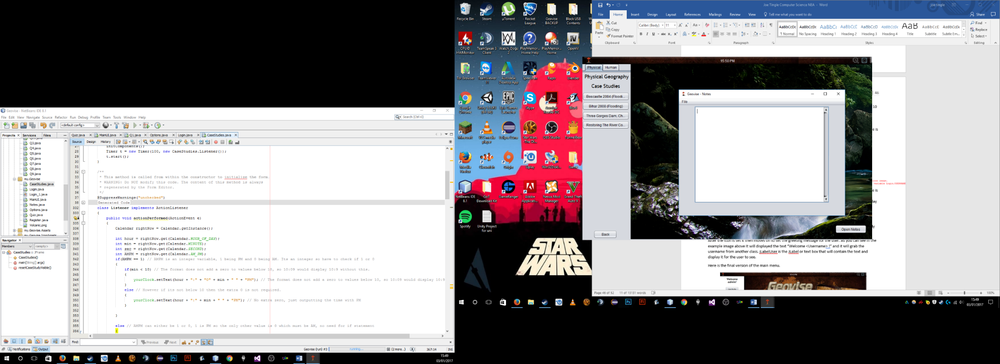 Geovise - NetBeans IDE 8.1
File Edit View Navigate Source Refactor Run Debug Profile Team Tools Window Help
Search (Ctrl+I)
<default config>
Projects Services Files
Quiz.java MainUI.java Q1.java Options.java Login.java CaseStudies.java
Source Design History
Q3.java
Q4.java
Q5.java
Q6.java
Q7.java
Q8.java
Q9.java
my.Geovise
CaseStudies.java
Login.java
Login_1.java
MainUI.java
Notes.java
Options.java
Quiz.java
Register.java
Volcanic.png
my.Geovise.Assets
my.Geovise.IconAssets
Navigator
Members <empty>
CaseStudies :: JFrame
CaseStudies()
main(String[] args)
resetCaseStudyVisible()
27 initComponents();
28 Timer t = new Timer(100, new CaseStudies.Listener());
29 t.start();
30 }
31
32 /**
33 * This method is called from within the constructor to initialize the form.
34 * WARNING: Do NOT modify this code. The content of this method is always
35 * regenerated by the Form Editor.
36 */
37 @SuppressWarnings("unchecked")
38 Generated Code
332 class Listener implements ActionListener
333 {
public void actionPerformed(ActionEvent e)
335 {
336 Calendar rightNow = Calendar.getInstance();
337
338 int hour = rightNow.get(Calendar.HOUR_OF_DAY);
339 int min = rightNow.get(Calendar.MINUTE);
340 int sec = rightNow.get(Calendar.SECOND);
341 int AMPM = rightNow.get(Calendar.AM_PM);
342 if(AMPM == 1) // AMPM is an integer variable, 1 being PM and 0 being AM. Its an integer so have to check if 1 or 0
343 {
344 if(min < 10) // The format does not add a zero to values below 10, so 10:09 would display 10:9 without this.
345 {
346 yourClock.setText(hour + ":" + "0" + min + " " + "PM"); // The format does not add a zero to values below 10, so 10:09 would display 10:9
347 }
348 else // However if its not below 10 then the extra 0 is not required.
349 {
350 yourClock.setText(hour + ":" + min + " " + "PM"); // No extra zero, just outputting the time with PM
351 }
352
353 }
354
355 else // AMPM can either be 1 or 0, 1 is PM so the only other value is 0 which must be AM, no need for if statement
356 {
Find: Previous Next
Notifications Output
Geovise (run) #3 running... (2 more...) 367:14 INS
15:49
03/01/2017
Recycle Bin Steam µTorrent Rocket League Geovise BACKUP Black USB Contents
CPUID HWMonitor TeamSpeak 3 Client Watch_Dogs 2 PlayMemor... Home Help PlayMemor... Home OpenIV
Tor Browser TeamViewer 11 Autodesk Desktop App SpeedFan Raptr blender
Google Chrome Unity 5.3.0f3 (64-bit) Epic Games Launcher Skype Acrobat Reader DC BlueJ
Minecraft VLC media player Eclipse Luna Star Wars -The Ol... OBS Studio TunnelBear
Mozilla Firefox Clownfish Origin Uplay Win32Diskl... Game
NetBeans IDE 8.1 GoT Download Kit GameRanger Adobe Applicati... Nexus Mod Manager Grand Theft Auto V
Spotify Unity Project for uni
STAR
WARS
Joe Tingle Computer Science NEA - Word
joe tingle
File Home Insert Design Layout References Mailings Review View Tell me what you want to do Share
Paste Cut Copy Format Painter
Calibri (Body) 11
Normal No Spacing Heading 1 Heading 2 Heading 3 Heading 4 Title Subtitle Subtle Em...
Find Replace Select
Clipboard Font Paragraph Styles Editing
15:50 PM
Physical Human
Physical Geography
Case Studies
Boscastle 2004 (Floodi...
Bihar 2008 (Flooding)
Three Gorges Dam, Ch...
Restoring The River Co...
Back
Geovise - Notes
File
Open Notes
46
10
e is
e is
After the icon is set it then moves on to set the greeting message for the user. As you can see in the
example image above It will displayed the text “Welcome <Username> !” and it will grab the
username from another class. jLabelUser is the JLabel or text box that will contain the text and
display it for the user to see.
Here is the final version of the main menu.
Welcome
admin?
Geovise
Page 46 of 52 11 of 13131 words
100%
15:49
03/01/2017